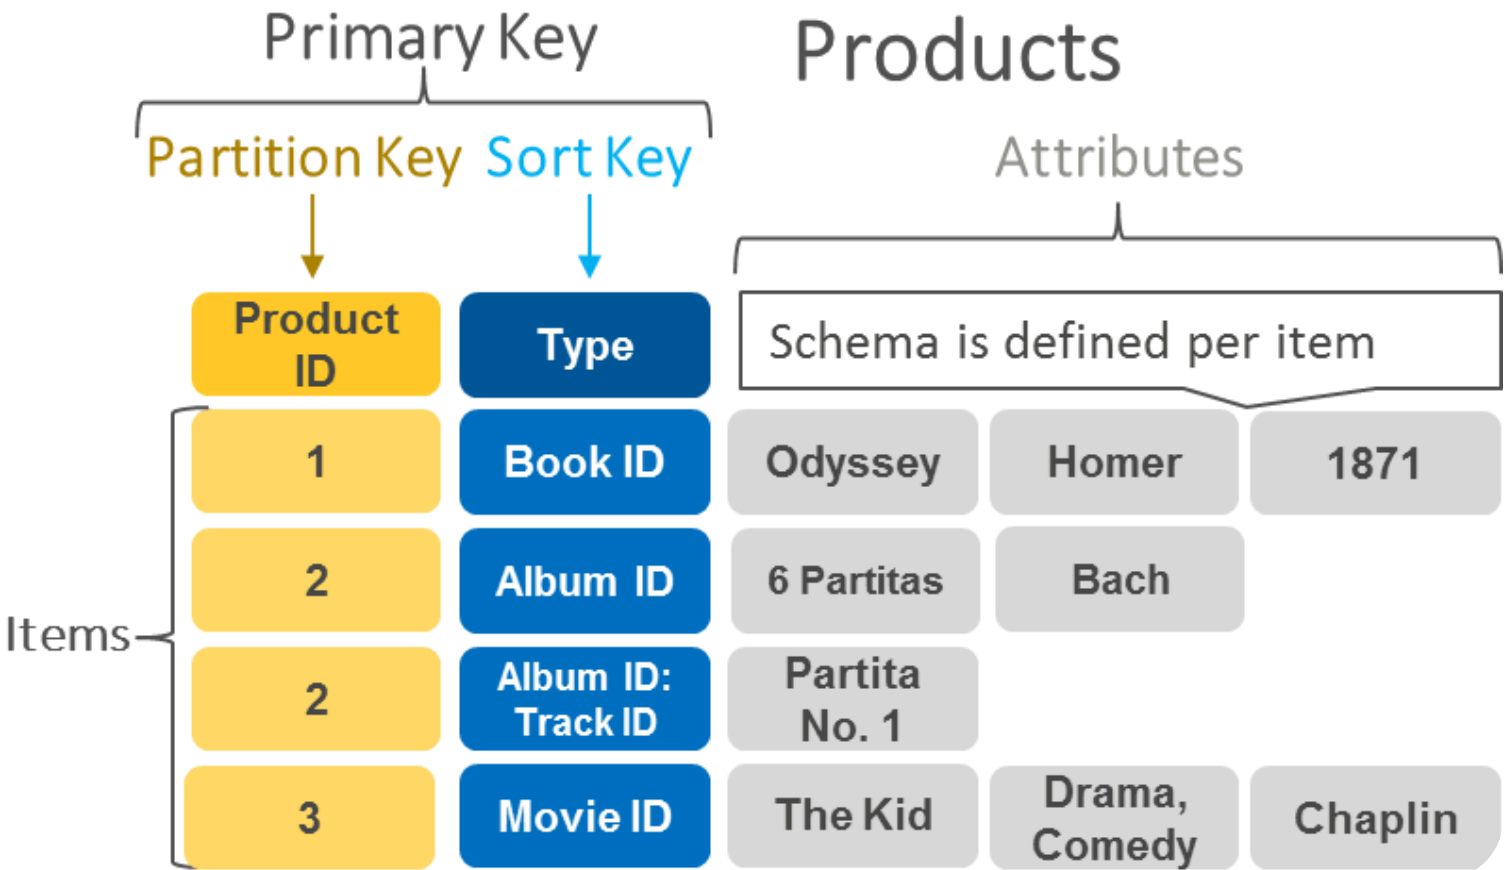 Primary Key
Products
Partition Key
Sort Key
Attributes
Product
ID
Type
Schema is defined per item
Items
1
Book ID
Odyssey
Homer
1871
2
Album ID
6 Partitas
Bach
2
Album ID:
Track ID
Partita
No. 1
3
Movie ID
The Kid
Drama,
Comedy
Chaplin